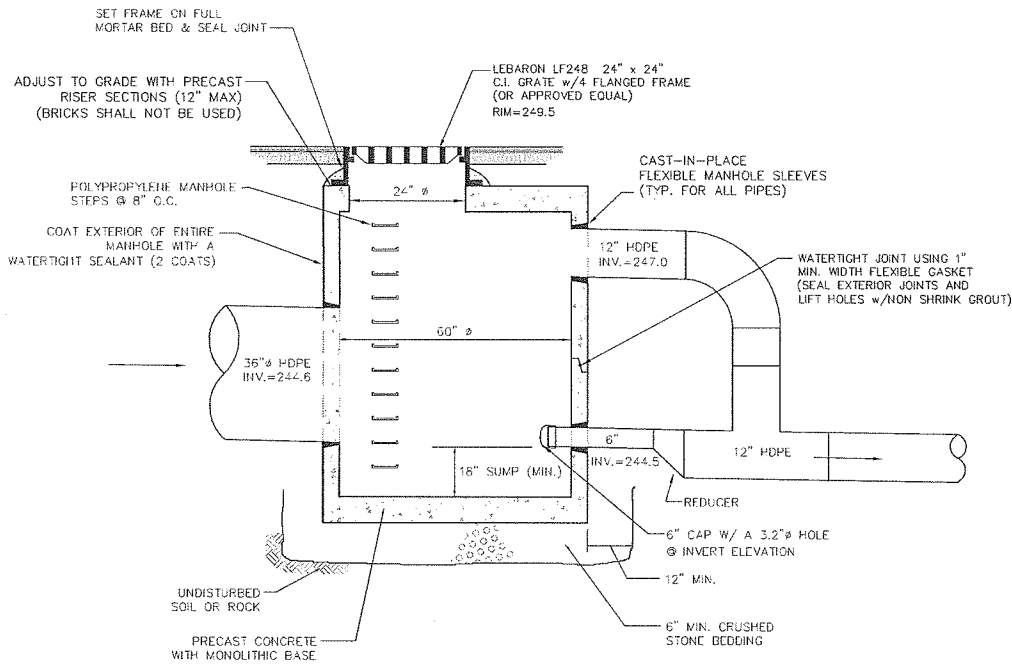 SET FRAME ON FULL
MORTAR BED & SEAL JOINT
ADJUST TO GRADE WITH PRECAST
RISER SECTIONS (12" MAX)
(BRICKS SHALL NOT BE USED)
LEBARON LF248 24" x 24"
C.I. GRATE w/4 FLANGED FRAME
(OR APPROVED EQUAL)
RIM=249.5
POLYPROPYLENE MANHOLE
STEPS @ 8" O.C.
24" ø
CAST-IN-PLACE
FLEXIBLE MANHOLE SLEEVES
(TYP. FOR ALL PIPES)
COAT EXTERIOR OF ENTIRE
MANHOLE WITH A
WATERTIGHT SEALANT (2 COATS)
12" HDPE
INV.=247.0
WATERTIGHT JOINT USING 1"
MIN. WIDTH FLEXIBLE GASKET
(SEAL EXTERIOR JOINTS AND
LIFT HOLES w/NON SHRINK GROUT)
60" ø
36"ø HDPE
INV.=244.6
6"
INV.=244.5
12" HDPE
18" SUMP (MIN.)
REDUCER
6" CAP W/ A 3.2"ø HOLE
@ INVERT ELEVATION
12" MIN.
UNDISTURBED
SOIL OR ROCK
6" MIN. CRUSHED
STONE BEDDING
PRECAST CONCRETE
WITH MONOLITHIC BASE